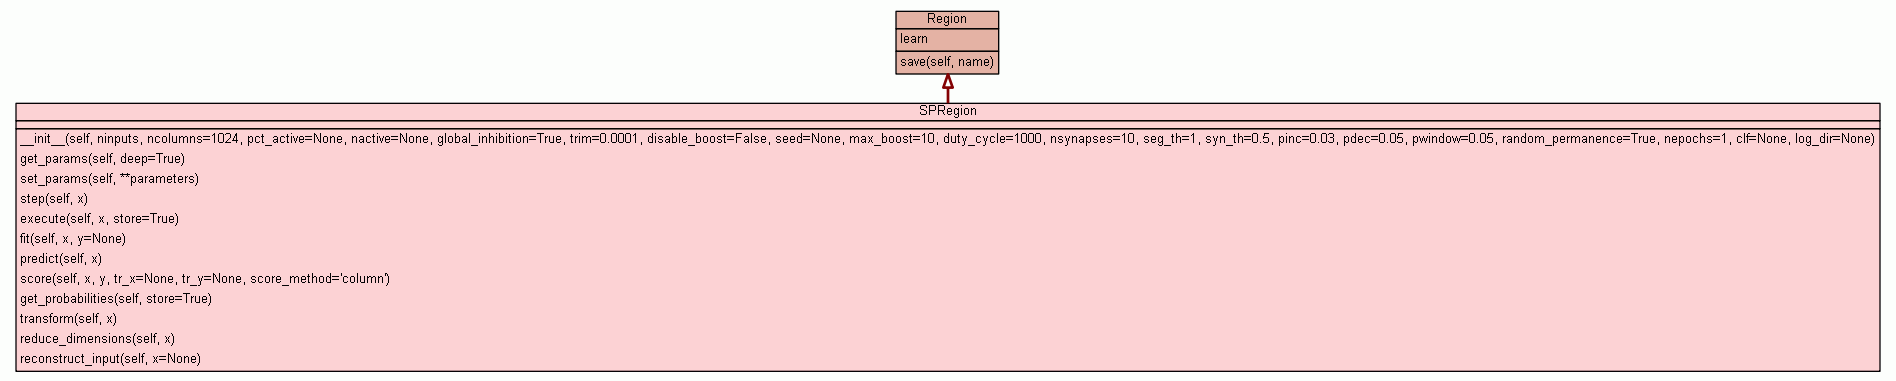 Region
learn
save(self, name)
SPRegion
__init__(self, ninputs, ncolumns=1024, pct_active=None, nactive=None, global_inhibition=True, trim=0.0001, disable_boost=False, seed=None, max_boost=10, duty_cycle=1000, nsynapses=10, seg_th=1, syn_th=0.5, pinc=0.03, pdec=0.05, pwindow=0.05, random_permanence=True, nepochs=1, clf=None, log_dir=None)
get_params(self, deep=True)
set_params(self, **parameters)
step(self, x)
execute(self, x, store=True)
fit(self, x, y=None)
predict(self, x)
score(self, x, y, tr_x=None, tr_y=None, score_method='column')
get_probabilities(self, store=True)
transform(self, x)
reduce_dimensions(self, x)
reconstruct_input(self, x=None)